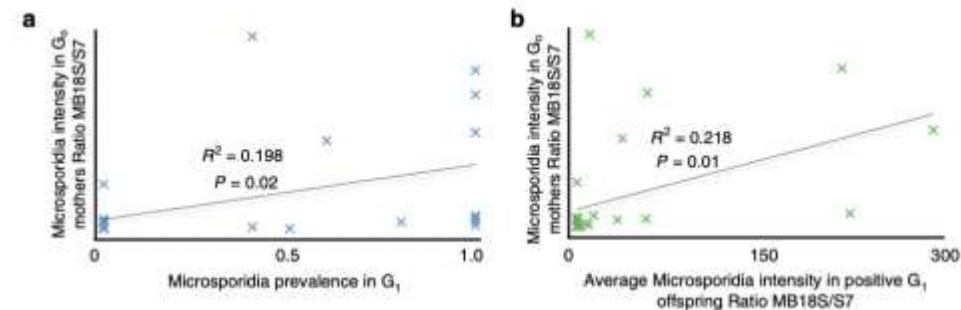 a
Microsporidia intensity in G₀
mothers Ratio MB18S/S7
R² = 0.198
P = 0.02
0
0.5
1.0
Microsporidia prevalence in G₁
b
Microsporidia intensity in G₀
mothers Ratio MB18S/S7
R² = 0.218
P = 0.01
0
150
300
Average Microsporidia intensity in positive G₁
offspring Ratio MB18S/S7